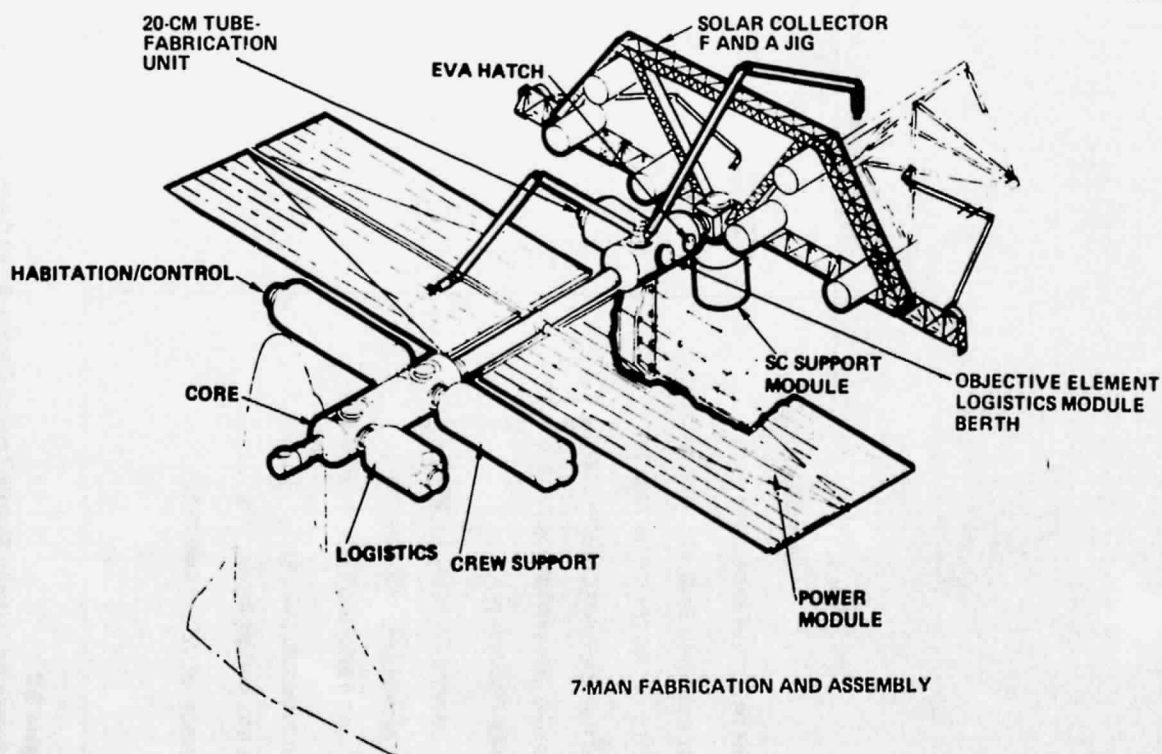 20-CM TUBE-
FABRICATION
UNIT
SOLAR COLLECTOR
F AND A JIG
EVA HATCH
HABITATION/CONTROL
CORE
SC SUPPORT
MODULE
OBJECTIVE ELEMENT
LOGISTICS MODULE
BERTH
LOGISTICS
CREW SUPPORT
POWER
MODULE
7-MAN FABRICATION AND ASSEMBLY